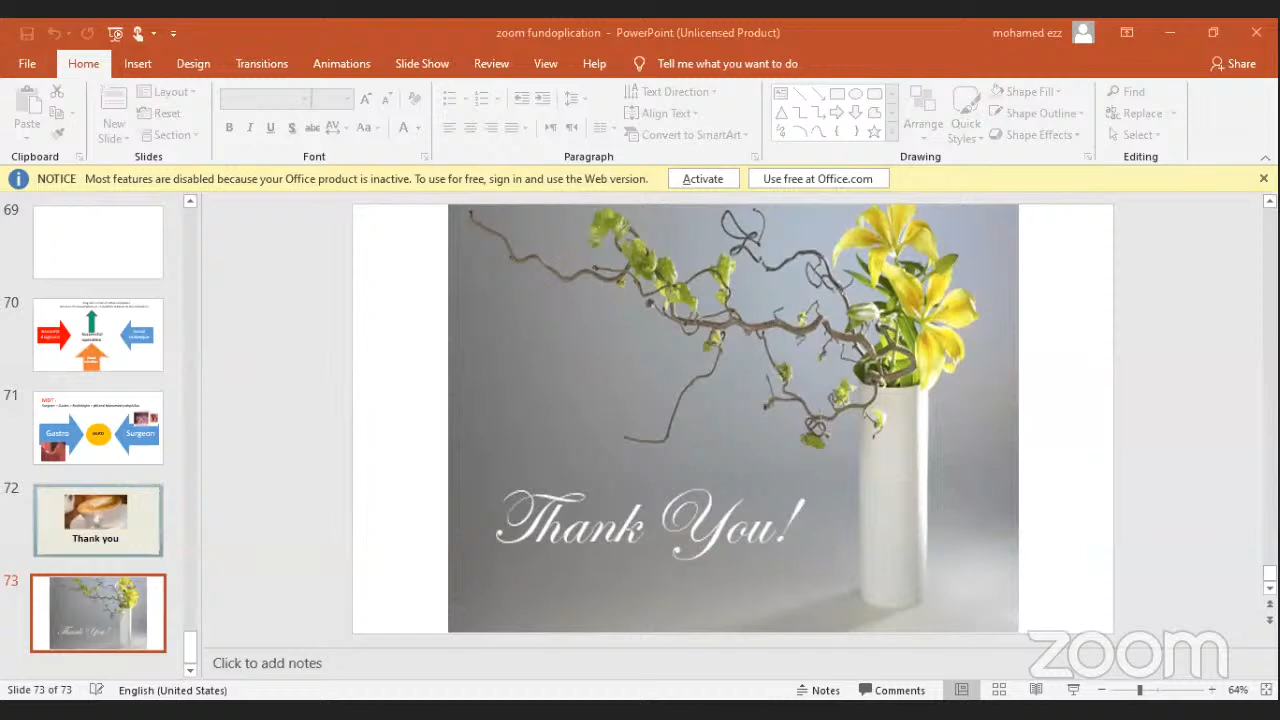 zoom fundoplication - PowerPoint (Unlicensed Product)
mohamed ezz
File Home Insert Design Transitions Animations Slide Show Review View Help Tell me what you want to do Share
Paste
Clipboard
New Slide
Layout
Reset
Section
Slides
B I U S abc AV Aa A
Font
Text Direction
Align Text
Convert to SmartArt
Paragraph
Arrange
Quick Styles
Shape Fill
Shape Outline
Shape Effects
Drawing
Find
Replace
Select
Editing
NOTICE Most features are disabled because your Office product is inactive. To use for free, sign in and use the Web version. Activate Use free at Office.com
69
70
71
Gastro
Surgeon
72
Thank you
73
Thank You!
Thank You!
Click to add notes
zoom
Slide 73 of 73 English (United States) Notes Comments 64%